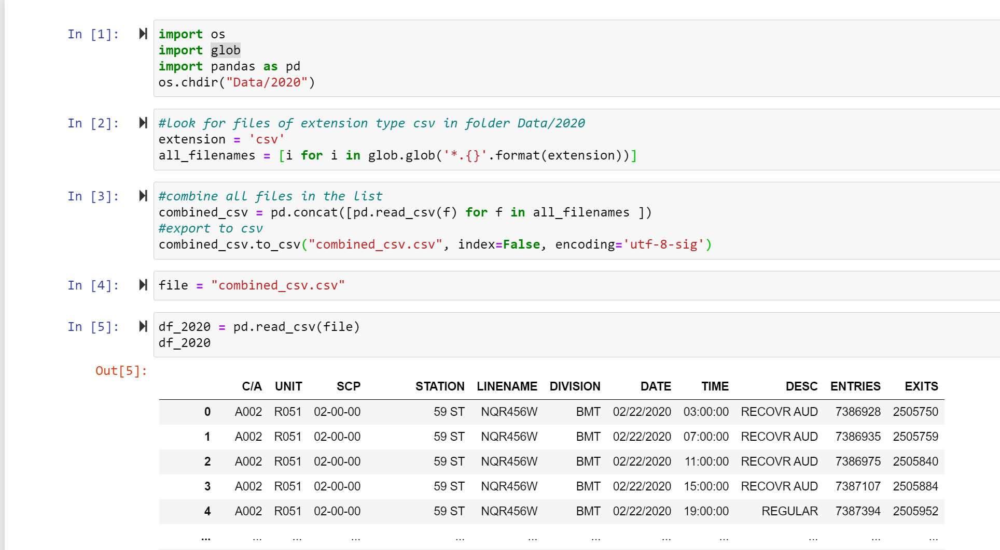 In [1]:
import os
import glob
import pandas as pd
os.chdir("Data/2020")
In [2]:
#look for files of extension type csv in folder Data/2020
extension = 'csv'
all_filenames = [i for i in glob.glob('*.{}'.format(extension))]
In [3]:
#combine all files in the list
combined_csv = pd.concat([pd.read_csv(f) for f in all_filenames ])
#export to csv
combined_csv.to_csv("combined_csv.csv", index=False, encoding='utf-8-sig')
In [4]:
file = "combined_csv.csv"
In [5]:
df_2020 = pd.read_csv(file)
df_2020
Out[5]:
C/A UNIT SCP STATION LINENAME DIVISION DATE TIME DESC ENTRIES EXITS
0 A002 R051 02-00-00 59 ST NQR456W BMT 02/22/2020 03:00:00 RECOVR AUD 7386928 2505750
1 A002 R051 02-00-00 59 ST NQR456W BMT 02/22/2020 07:00:00 RECOVR AUD 7386935 2505759
2 A002 R051 02-00-00 59 ST NQR456W BMT 02/22/2020 11:00:00 RECOVR AUD 7386975 2505840
3 A002 R051 02-00-00 59 ST NQR456W BMT 02/22/2020 15:00:00 RECOVR AUD 7387107 2505884
4 A002 R051 02-00-00 59 ST NQR456W BMT 02/22/2020 19:00:00 REGULAR 7387394 2505952
... ... ... ... ... ... ... ... ... ... ... ...